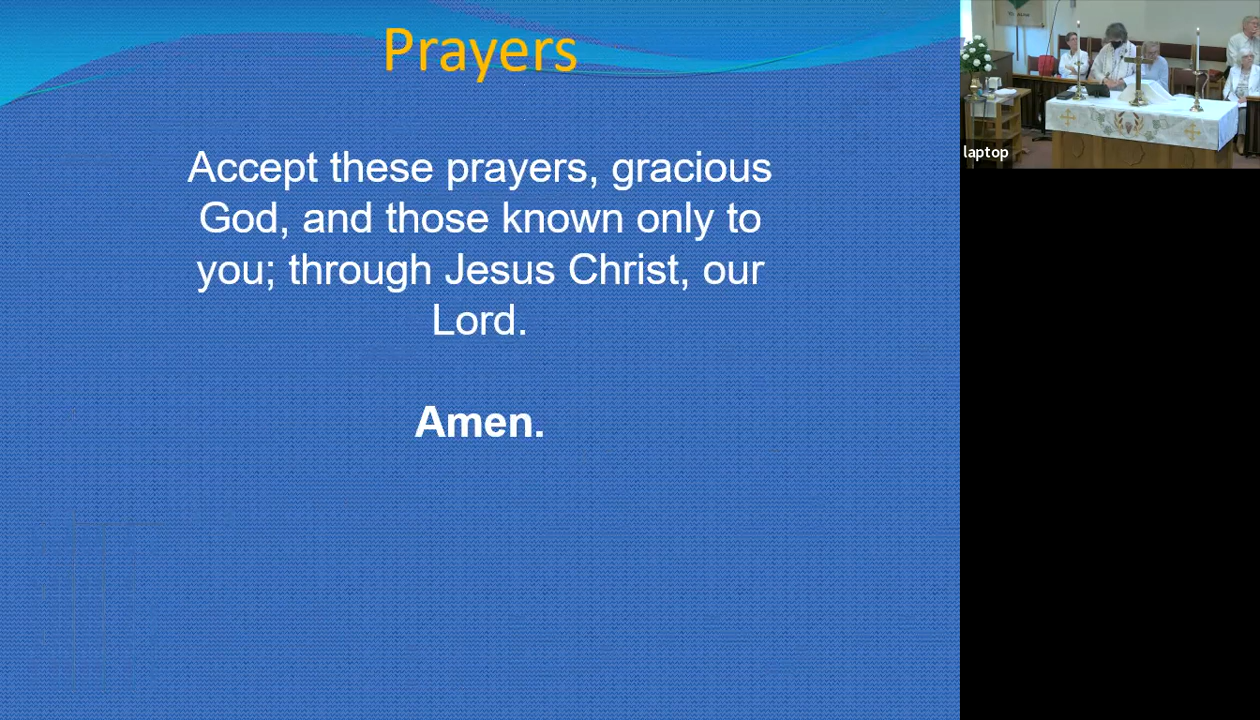 Prayers
Accept these prayers, gracious
God, and those known only to
you; through Jesus Christ, our
Lord.
Amen.
laptop